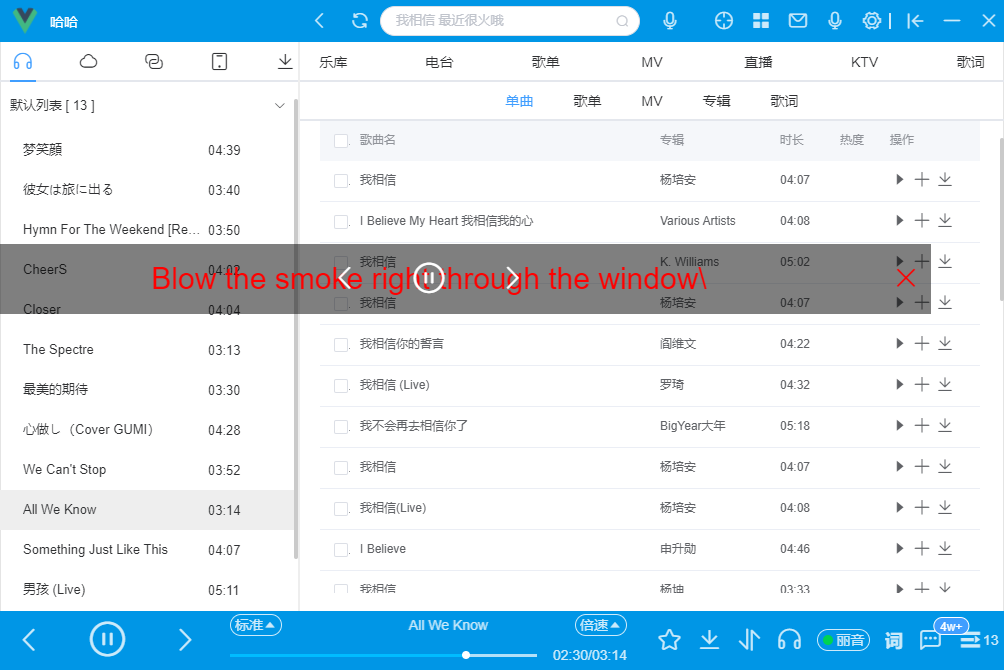 哈哈
我相信 最近很火哦
乐库 电台 歌单 MV 直播 KTV 歌词
默认列表 [ 13 ]
梦笑顔 04:39
彼女は旅に出る 03:40
Hymn For The Weekend [Re... 03:50
CheerS 04:02
Closer 04:04
The Spectre 03:13
最美的期待 03:30
心做し（Cover GUMI） 04:28
We Can't Stop 03:52
All We Know 03:14
Something Just Like This 04:07
男孩 (Live) 05:11
单曲 歌单 MV 专辑 歌词
歌曲名 专辑 时长 热度 操作
我相信 杨培安 04:07
I Believe My Heart 我相信我的心 Various Artists 04:08
我相信 K. Williams 05:02
Blow the smoke right through the window\
我相信 杨培安 04:07
我相信你的誓言 阎维文 04:22
我相信 (Live) 罗琦 04:32
我不会再去相信你了 BigYear大年 05:18
我相信 杨培安 04:07
我相信(Live) 杨培安 04:08
I Believe 申升勋 04:46
我相信 杨坤 03:33
标准 All We Know 倍速
02:30/03:14
丽音 词 4w+ 13